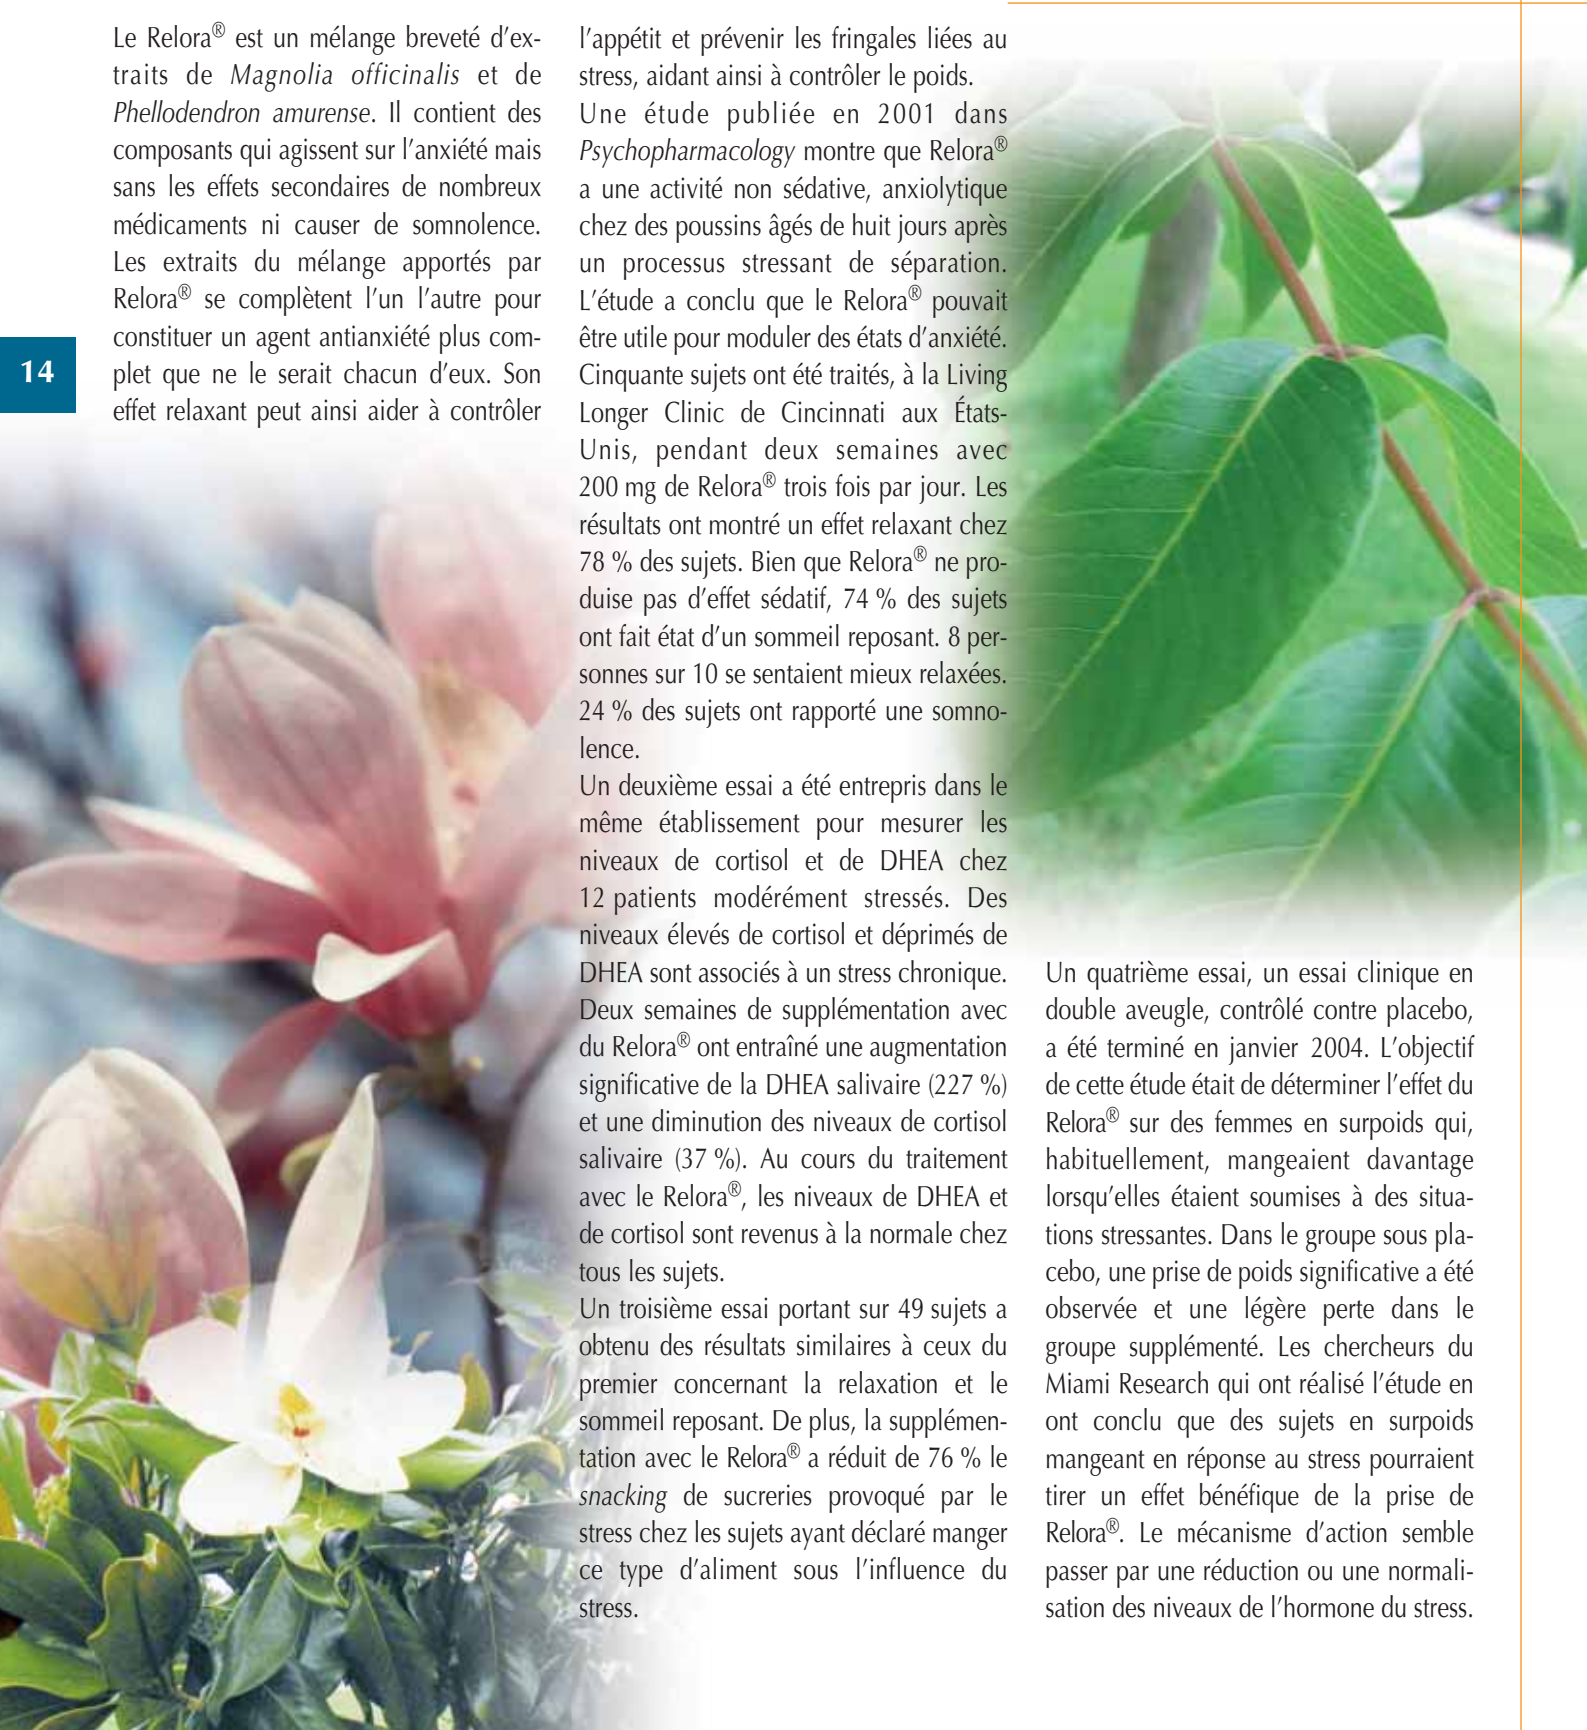 Le Relora® est un mélange breveté d’ex-
traits de Magnolia officinalis et de
Phellodendron amurense. Il contient des
composants qui agissent sur l’anxiété mais
sans les effets secondaires de nombreux
médicaments ni causer de somnolence.
Les extraits du mélange apportés par
Relora® se complètent l’un l’autre pour
constituer un agent antianxiété plus com-
plet que ne le serait chacun d’eux. Son
effet relaxant peut ainsi aider à contrôler
14
l’appétit et prévenir les fringales liées au
stress, aidant ainsi à contrôler le poids.
Une étude publiée en 2001 dans
Psychopharmacology montre que Relora®
a une activité non sédative, anxiolytique
chez des poussins âgés de huit jours après
un processus stressant de séparation.
L’étude a conclu que le Relora® pouvait
être utile pour moduler des états d’anxiété.
Cinquante sujets ont été traités, à la Living
Longer Clinic de Cincinnati aux États-
Unis, pendant deux semaines avec
200 mg de Relora® trois fois par jour. Les
résultats ont montré un effet relaxant chez
78 % des sujets. Bien que Relora® ne pro-
duise pas d’effet sédatif, 74 % des sujets
ont fait état d’un sommeil reposant. 8 per-
sonnes sur 10 se sentaient mieux relaxées.
24 % des sujets ont rapporté une somno-
lence.
Un deuxième essai a été entrepris dans le
même établissement pour mesurer les
niveaux de cortisol et de DHEA chez
12 patients modérément stressés. Des
niveaux élevés de cortisol et déprimés de
DHEA sont associés à un stress chronique.
Deux semaines de supplémentation avec
du Relora® ont entraîné une augmentation
significative de la DHEA salivaire (227 %)
et une diminution des niveaux de cortisol
salivaire (37 %). Au cours du traitement
avec le Relora®, les niveaux de DHEA et
de cortisol sont revenus à la normale chez
tous les sujets.
Un troisième essai portant sur 49 sujets a
obtenu des résultats similaires à ceux du
premier concernant la relaxation et le
sommeil reposant. De plus, la supplémen-
tation avec le Relora® a réduit de 76 % le
snacking de sucreries provoqué par le
stress chez les sujets ayant déclaré manger
ce type d’aliment sous l’influence du
stress.
Un quatrième essai, un essai clinique en
double aveugle, contrôlé contre placebo,
a été terminé en janvier 2004. L’objectif
de cette étude était de déterminer l’effet du
Relora® sur des femmes en surpoids qui,
habituellement, mangeaient davantage
lorsqu’elles étaient soumises à des situa-
tions stressantes. Dans le groupe sous pla-
cebo, une prise de poids significative a été
observée et une légère perte dans le
groupe supplémenté. Les chercheurs du
Miami Research qui ont réalisé l’étude en
ont conclu que des sujets en surpoids
mangeant en réponse au stress pourraient
tirer un effet bénéfique de la prise de
Relora®. Le mécanisme d’action semble
passer par une réduction ou une normali-
sation des niveaux de l’hormone du stress.